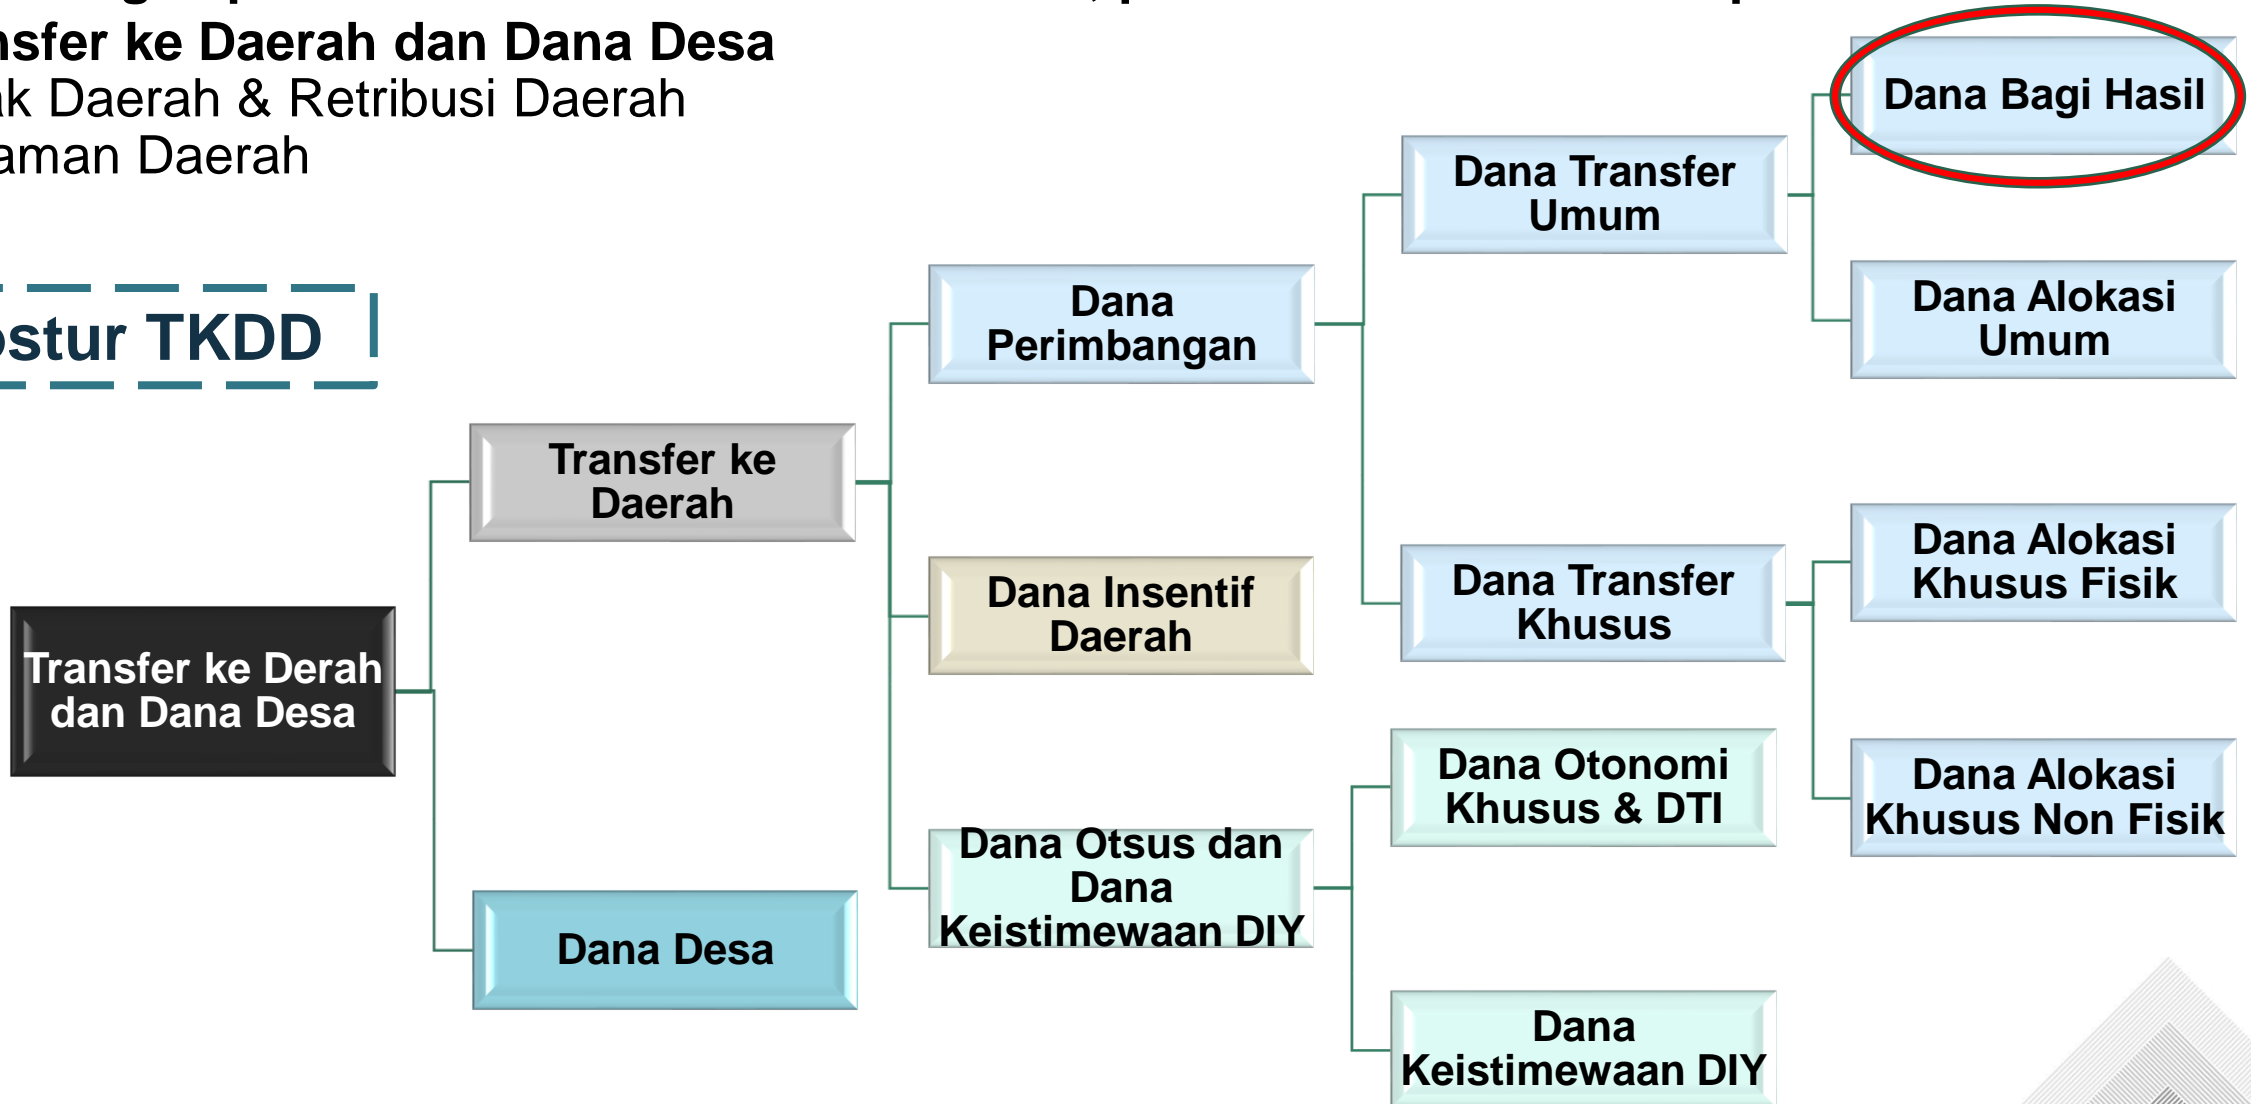 nsfer ke Daerah dan Dana Desa
ak Daerah & Retribusi Daerah
aman Daerah
ostur TKDD
Dana Bagi Hasil
Dana Transfer
Umum
Dana Alokasi
Umum
Dana
Perimbangan
Transfer ke
Daerah
Dana Alokasi
Khusus Fisik
Dana Transfer
Khusus
Dana Insentif
Daerah
Transfer ke Derah
dan Dana Desa
Dana Otonomi
Khusus & DTI
Dana Alokasi
Khusus Non Fisik
Dana Otsus dan
Dana
Keistimewaan DIY
Dana Desa
Dana
Keistimewaan DIY